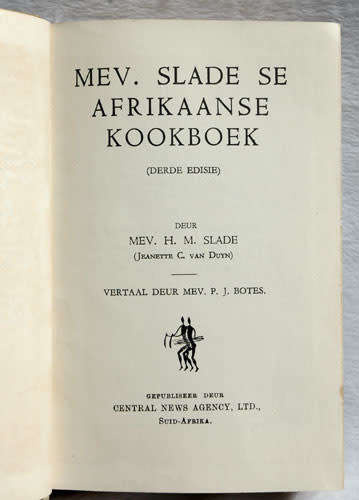 MEV. SLADE SE
AFRIKAANSE
KOOKBOEK
(DERDE EDISIE)
DEUR
MEV. H. M. SLADE
(JEANETTE C. VAN DUYN)
VERTAAL DEUR MEV. P. J. BOTES.
GEPUBLISEER DEUR
CENTRAL NEWS AGENCY, LTD.,
SUID-AFRIKA.